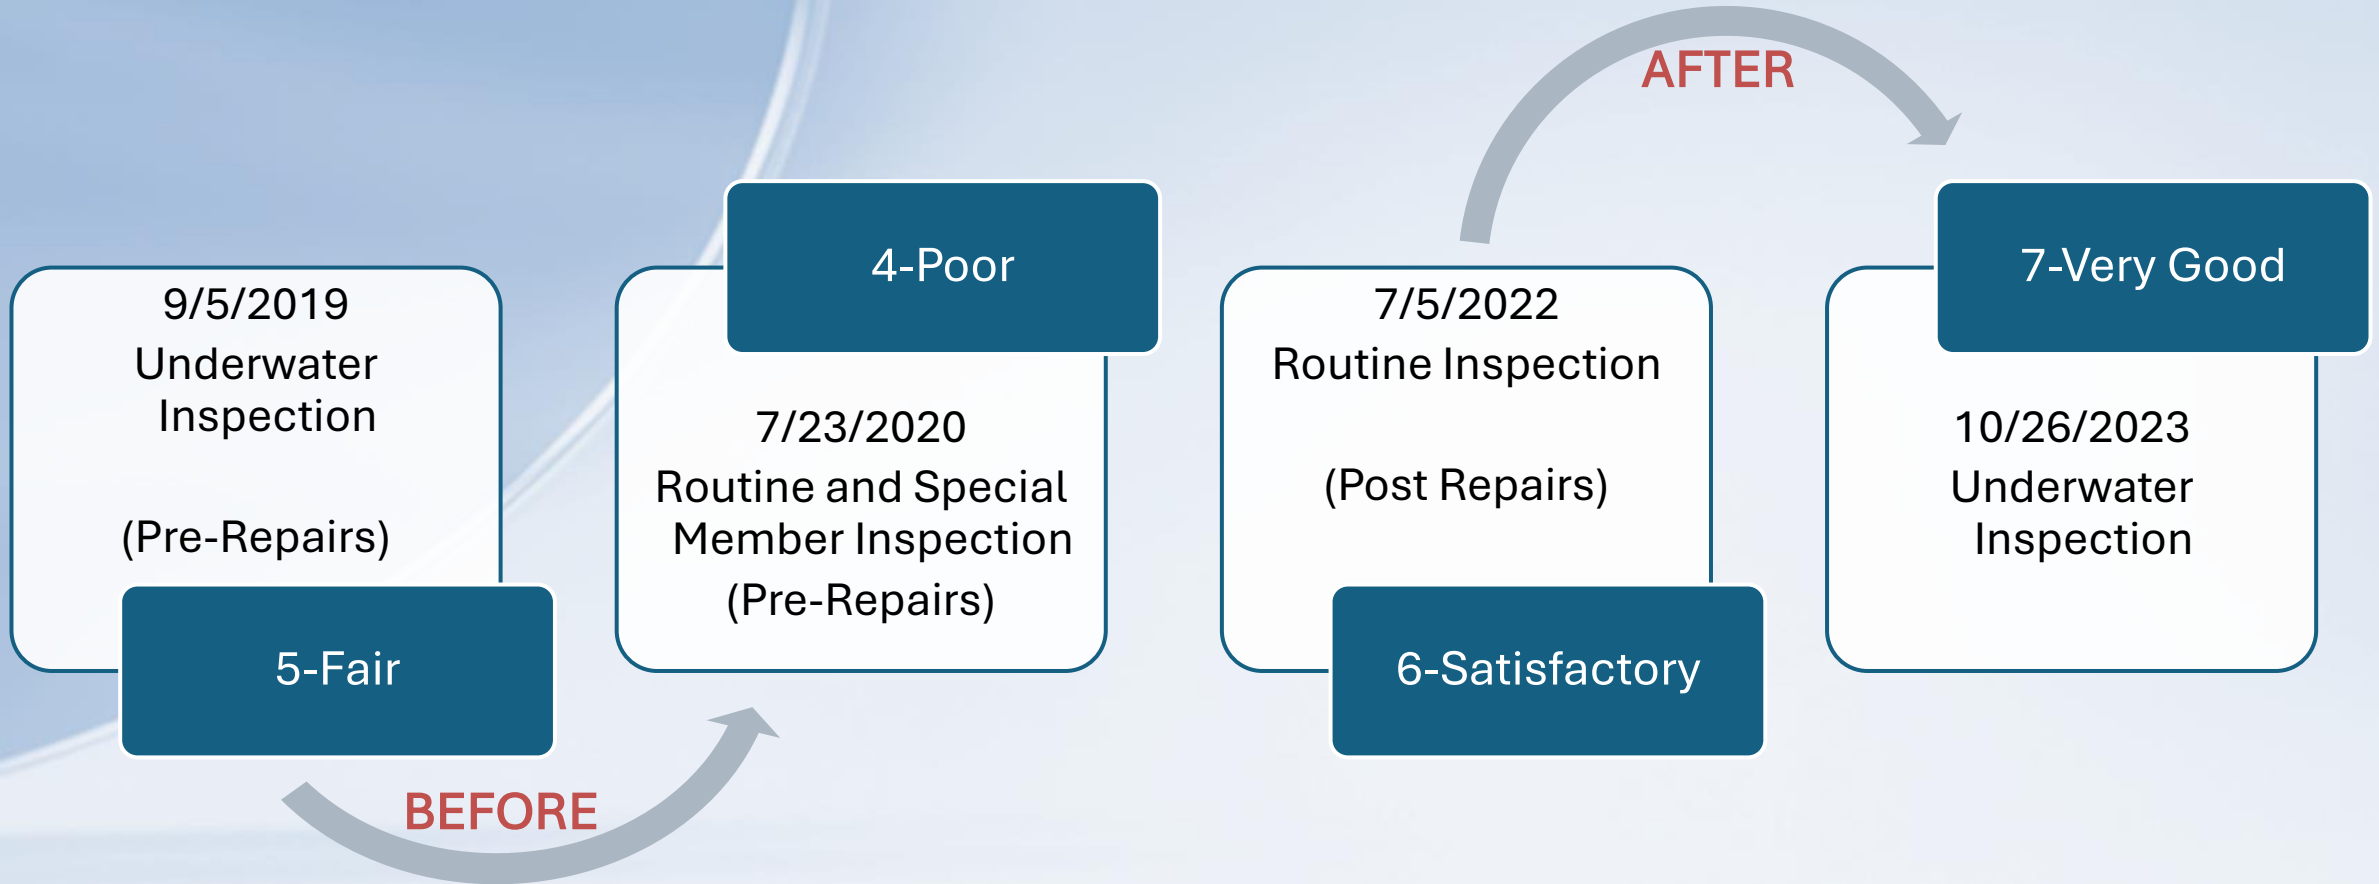 9/5/2019
Underwater
Inspection
(Pre-Repairs)
5-Fair
BEFORE
4-Poor
7/23/2020
Routine and Special
Member Inspection
(Pre-Repairs)
AFTER
7/5/2022
Routine Inspection
(Post Repairs)
6-Satisfactory
7-Very Good
10/26/2023
Underwater
Inspection